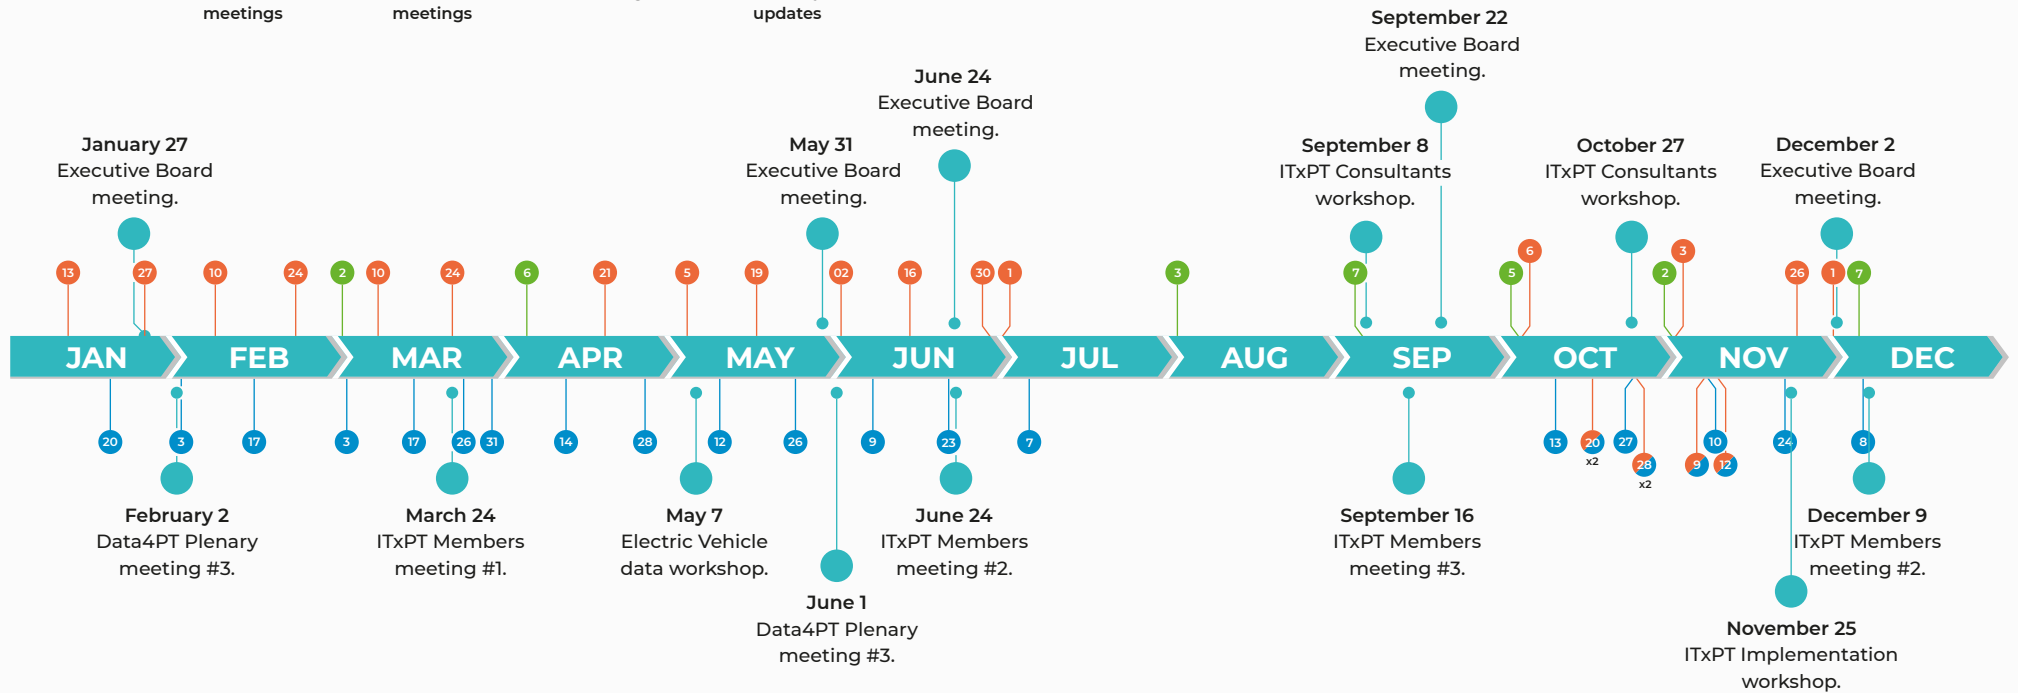 meetings
meetings
updates
September 22
Executive Board
meeting.
June 24
Executive Board
meeting.
January 27
Executive Board
meeting.
May 31
Executive Board
meeting.
September 8
ITxPT Consultants
workshop.
October 27
ITxPT Consultants
workshop.
December 2
Executive Board
meeting.
6
3
13
27
10
24
2
10
24
6
21
5
19
02
16
30
1
3
7
5
2
26
1
7
JAN
FEB
MAR
APR
MAY
JUN
JUL
AUG
SEP
OCT
NOV
DEC
20
3
17
3
17
26
31
14
28
12
26
9
23
7
13
20
27
10
24
8
x2
28
9
12
x2
February 2
Data4PT Plenary
meeting #3.
March 24
ITxPT Members
meeting #1.
May 7
Electric Vehicle
data workshop.
June 24
ITxPT Members
meeting #2.
September 16
ITxPT Members
meeting #3.
December 9
ITxPT Members
meeting #2.
June 1
Data4PT Plenary
meeting #3.
November 25
ITxPT Implementation
workshop.